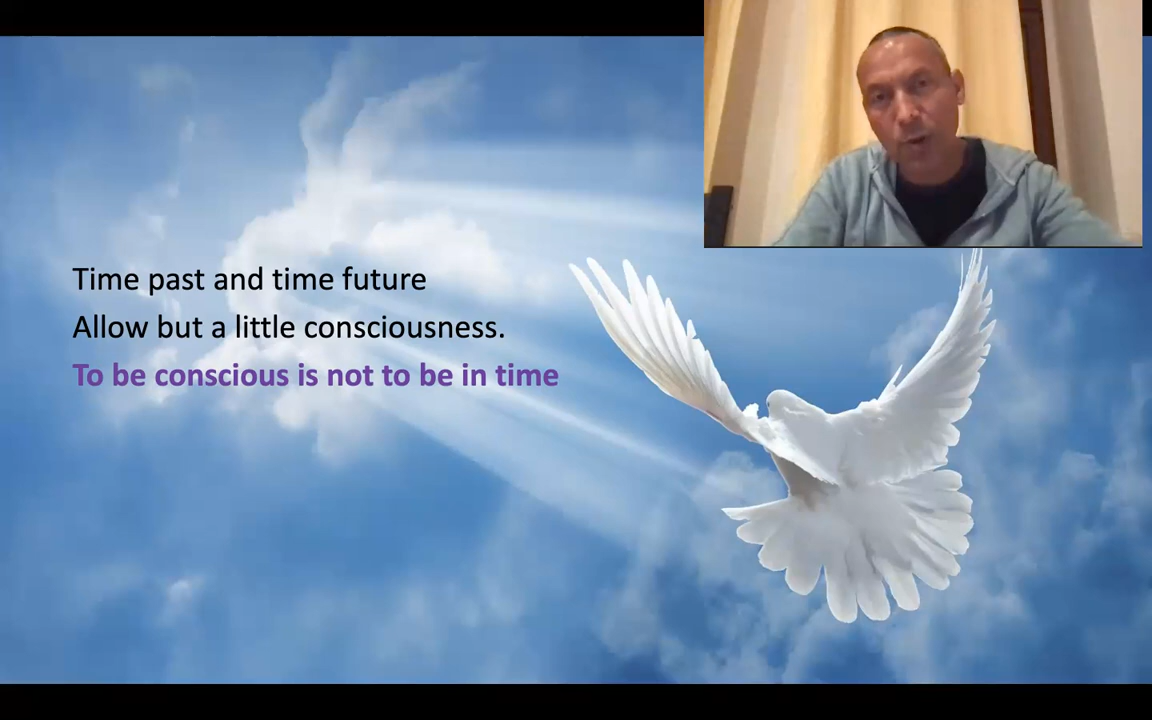 Time past and time future
Allow but a little consciousness.
To be conscious is not to be in time